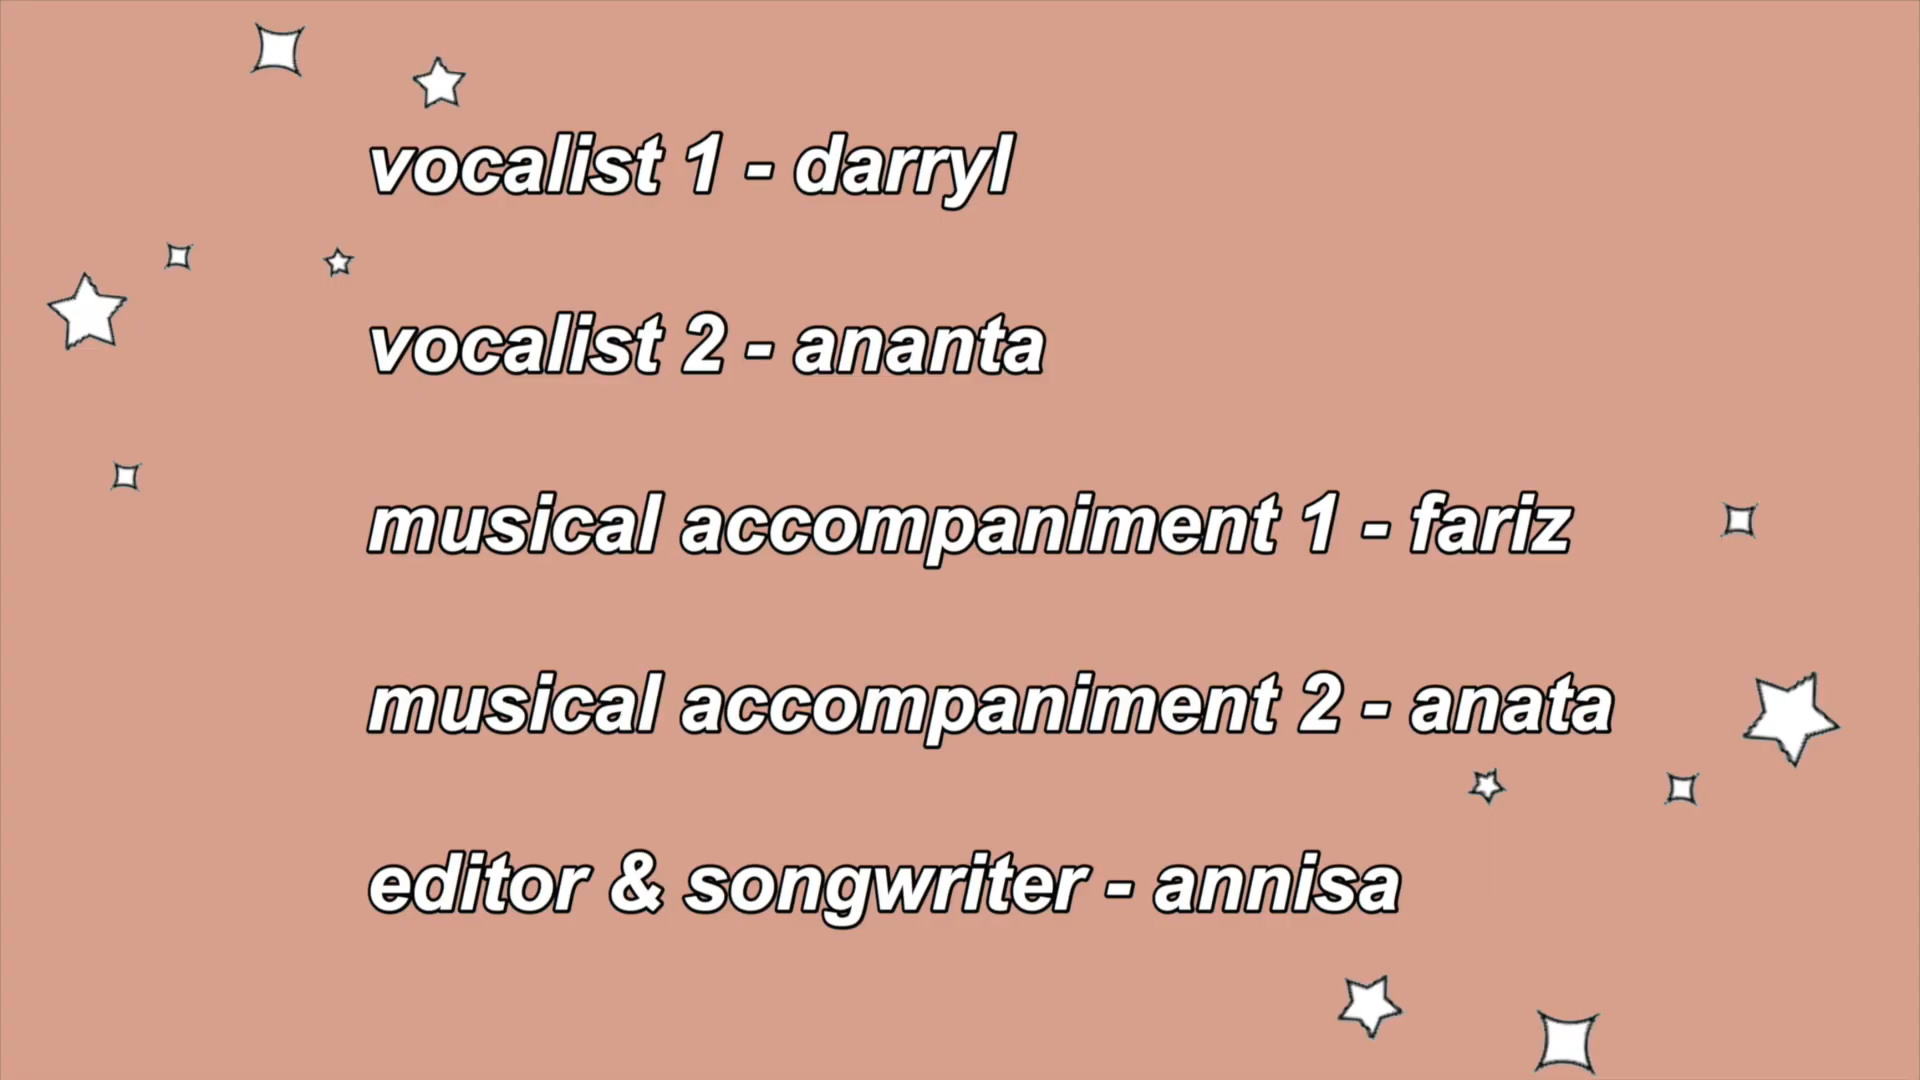 vocalist 1 - darryl
vocalist 2 - ananta
musical accompaniment 1 - fariz
musical accompaniment 2 - anata
editor & songwriter - annisa